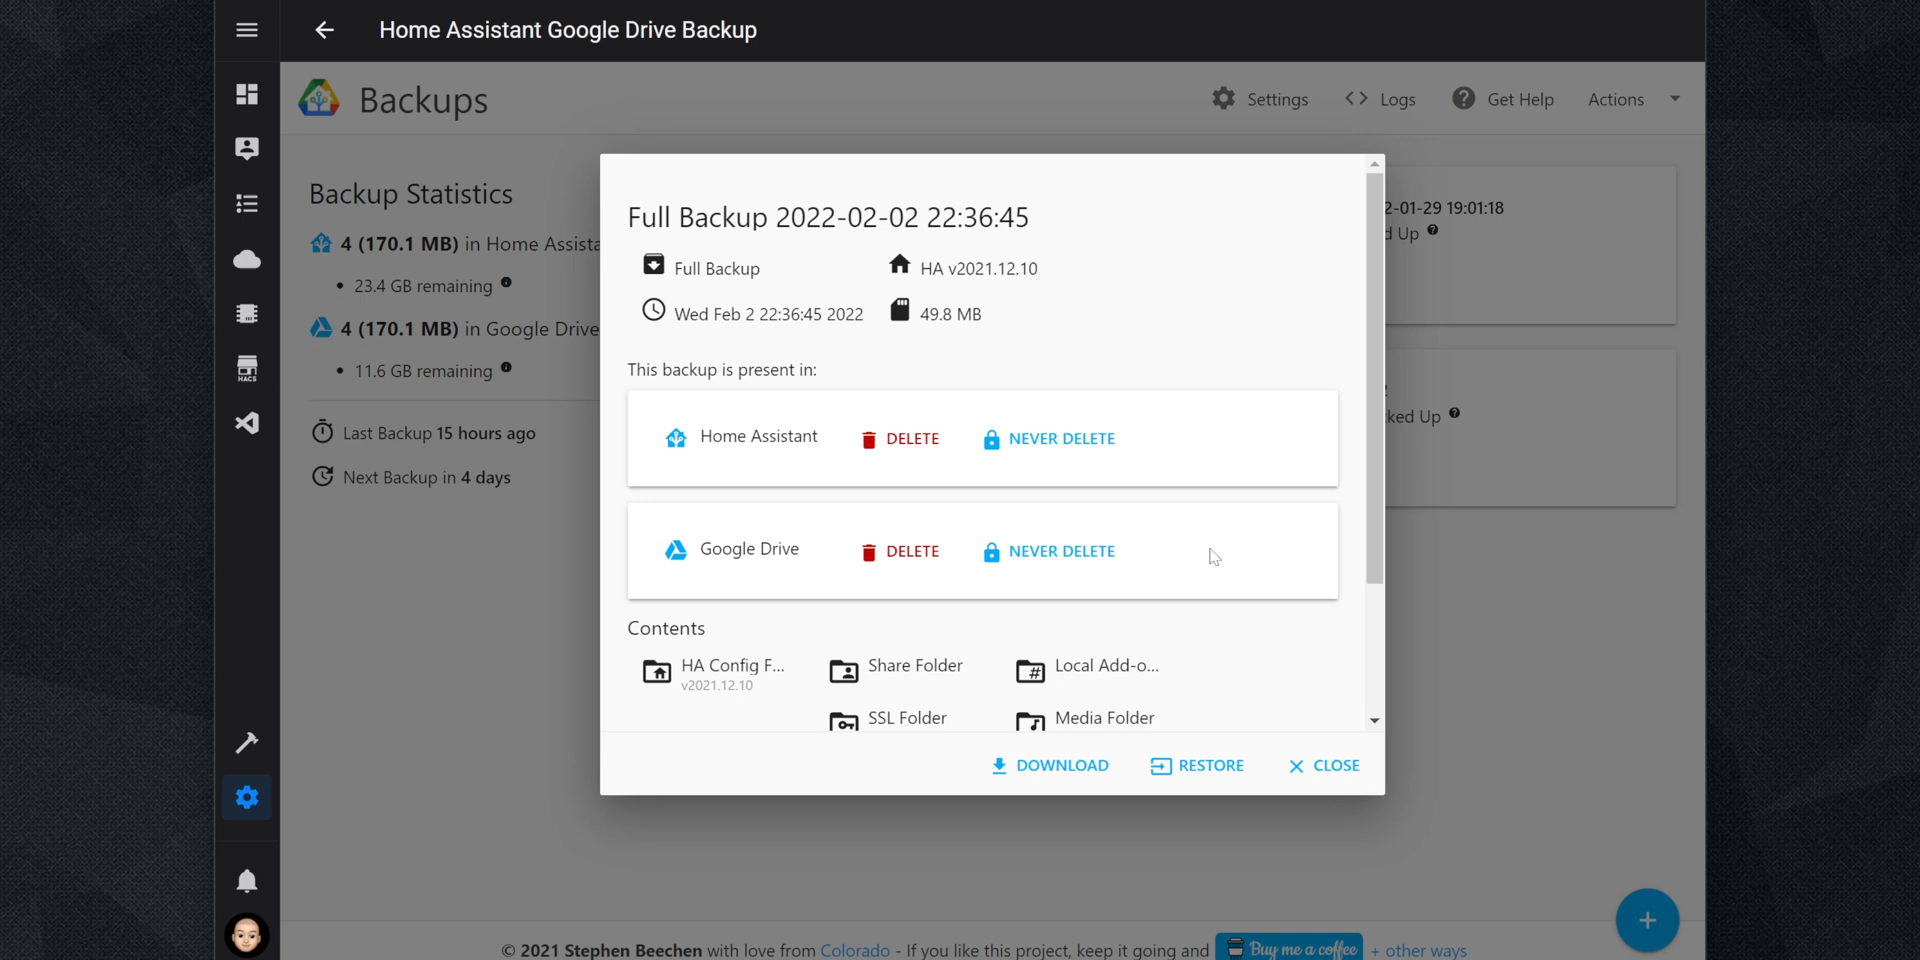 Home Assistant Google Drive Backup
Backups
Settings
Logs
Get Help
Actions
Backup Statistics
4 (170.1 MB) in Home Assista
23.4 GB remaining
4 (170.1 MB) in Google Drive
11.6 GB remaining
Last Backup 15 hours ago
Next Backup in 4 days
HACS
Full Backup 2022-02-02 22:36:45
Full Backup
HA v2021.12.10
Wed Feb 2 22:36:45 2022
49.8 MB
This backup is present in:
Home Assistant
DELETE
NEVER DELETE
Google Drive
DELETE
NEVER DELETE
Contents
HA Config F...
v2021.12.10
Share Folder
Local Add-o...
SSL Folder
Media Folder
DOWNLOAD
RESTORE
CLOSE
2-01-29 19:01:18
d Up
ked Up
© 2021 Stephen Beechen with love from Colorado - If you like this project, keep it going and Buy me a coffee + other ways